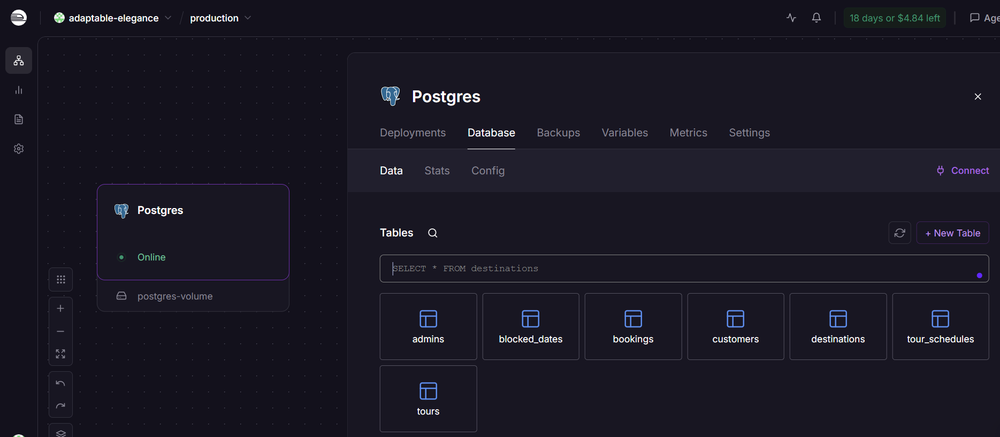 adaptable-elegance / production
18 days or $4.84 left
Age
Postgres
Deployments Database Backups Variables Metrics Settings
Data Stats Config Connect
Postgres
Online
postgres-volume
Tables
+ New Table
SELECT * FROM destinations
admins blocked_dates bookings customers destinations tour_schedules
tours